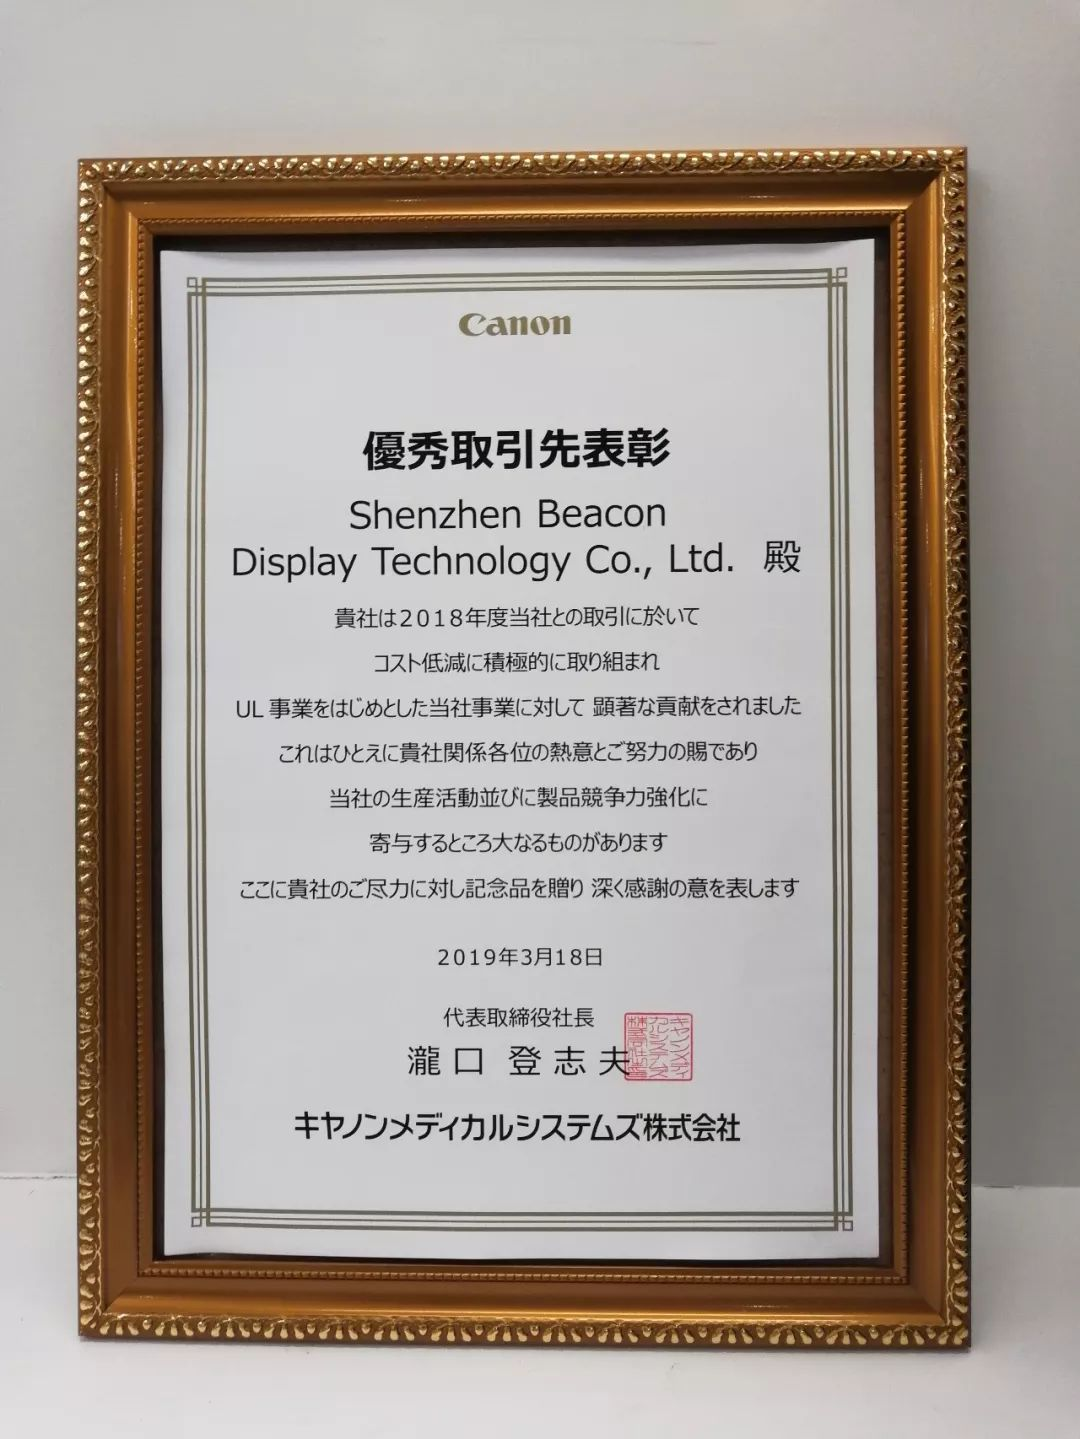 Canon
優秀取引先表彰
Shenzhen Beacon
Display Technology Co., Ltd. 殿
貴社は2018年度当社との取引に於いて
コスト低減に積極的に取り組まれ
UL 事業をはじめとした当社事業に対して 顕著な貢献をされました
これはひとえに貴社関係各位の熱意とご努力の賜であり
当社の生産活動並びに製品競争力強化に
寄与するところ大なるものがあります
ここに貴社のご尽力に対し記念品を贈り 深く感謝の意を表します
2019年3月18日
代表取締役社長
瀧口 登志夫
キヤノンメディカルシステムズ株式会社